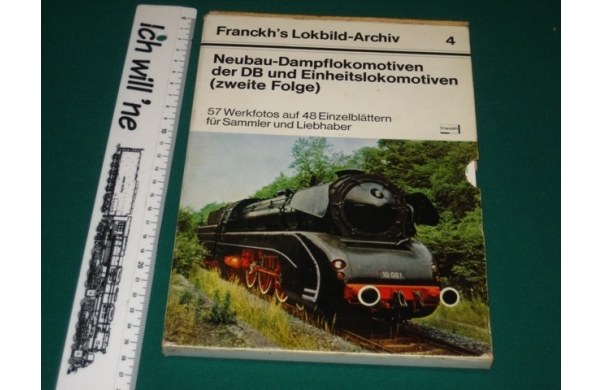 Ich will 'ne
Franckh's Lokbild-Archiv 4
Neubau-Dampflokomotiven
der DB und Einheitslokomotiven
(zweite Folge)
57 Werkfotos auf 48 Einzelblättern
für Sammler und Liebhaber
franckh
10 001